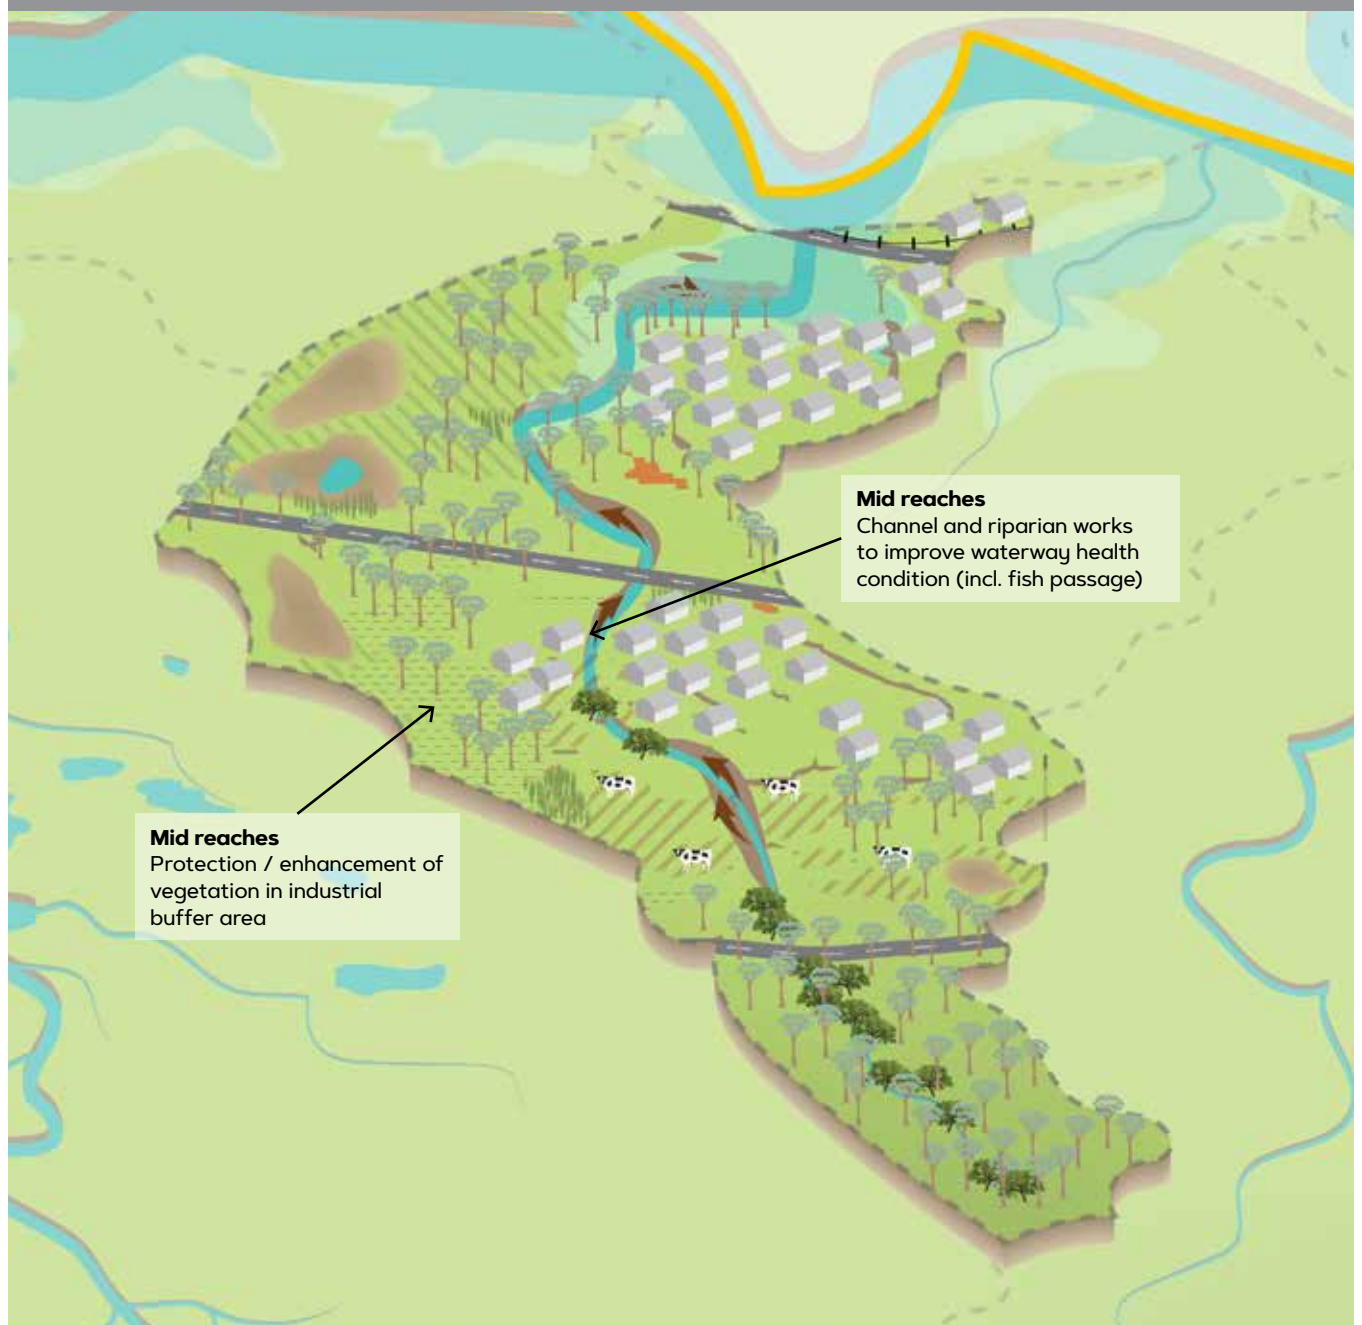 Mid reaches
Channel and riparian works
to improve waterway health
condition (incl. fish passage)
Mid reaches
Protection / enhancement of
vegetation in industrial
buffer area